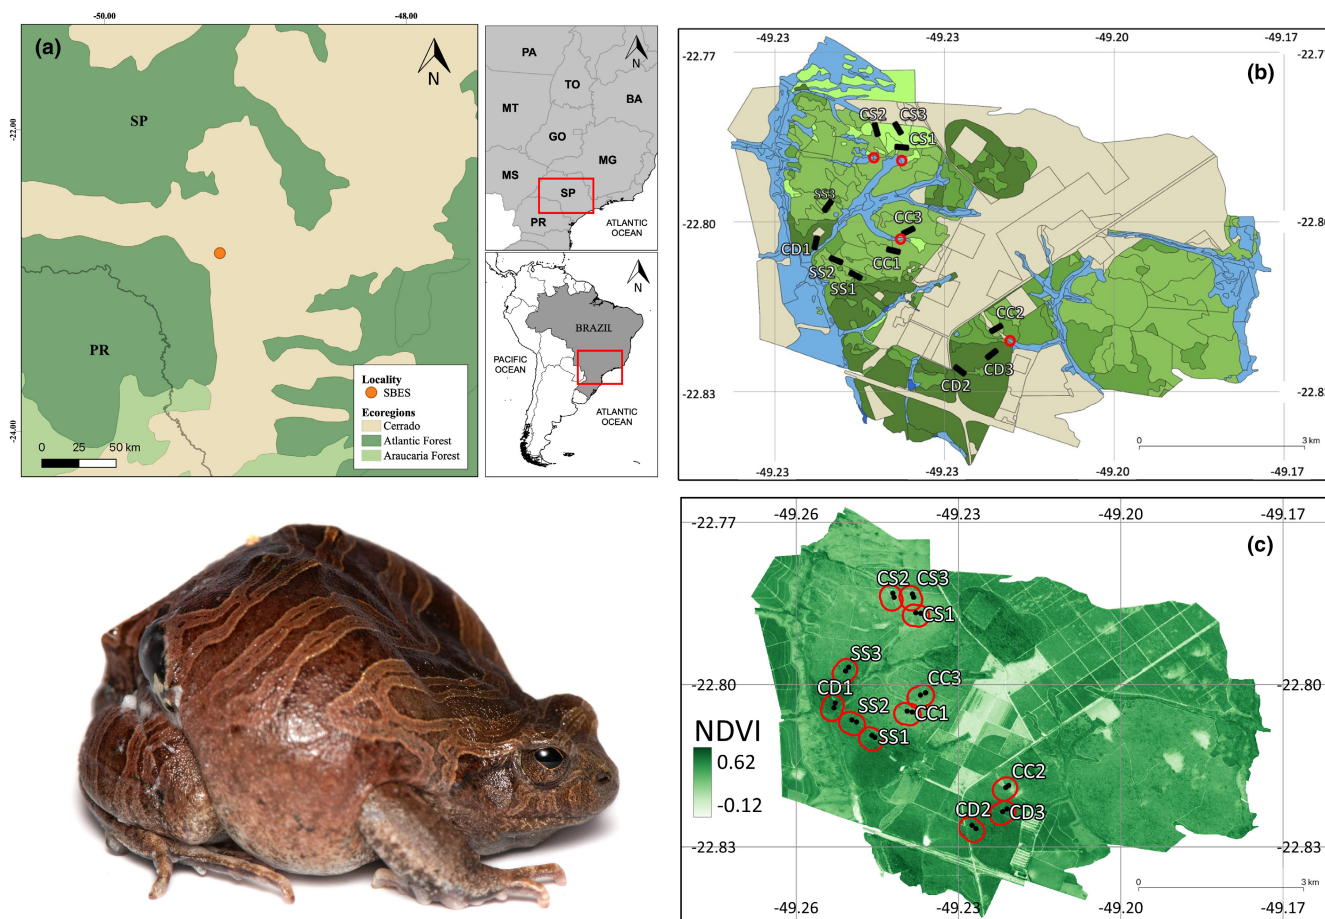 -50.00
-48.00
(a)
N
-22.00
SP
PR
-24.00
Locality
SBES
Ecoregions
Cerrado
Atlantic Forest
Araucaria Forest
0 25 50 km
N
PA
TO
BA
MT
GO
MG
MS
SP
PR
ATLANTIC
OCEAN
N
BRAZIL
PACIFIC
OCEAN
ATLANTIC
OCEAN
-49.23 -49.23 -49.20 -49.17
-22.77
(b)
CS2 CS3
CS1
SS3
-22.80
-22.80
CC3
CD1
CC1
SS2
SS1
CC2
CD3
CD2
-22.83
-22.8
0 3 km
-49.23 -49.23 -49.20 -49.17
-49.26 -49.23 -49.20 -49.17
-22.77
(c)
CS2 CS3
CS1
SS3
-22.80
-22.80
CC3
CD1
SS2
CC1
SS1
NDVI
0.62
-0.12
CC2
CD2 CD3
-22.83
-22.83
0 3 km
-49.26 -49.23 -49.20 -49.17